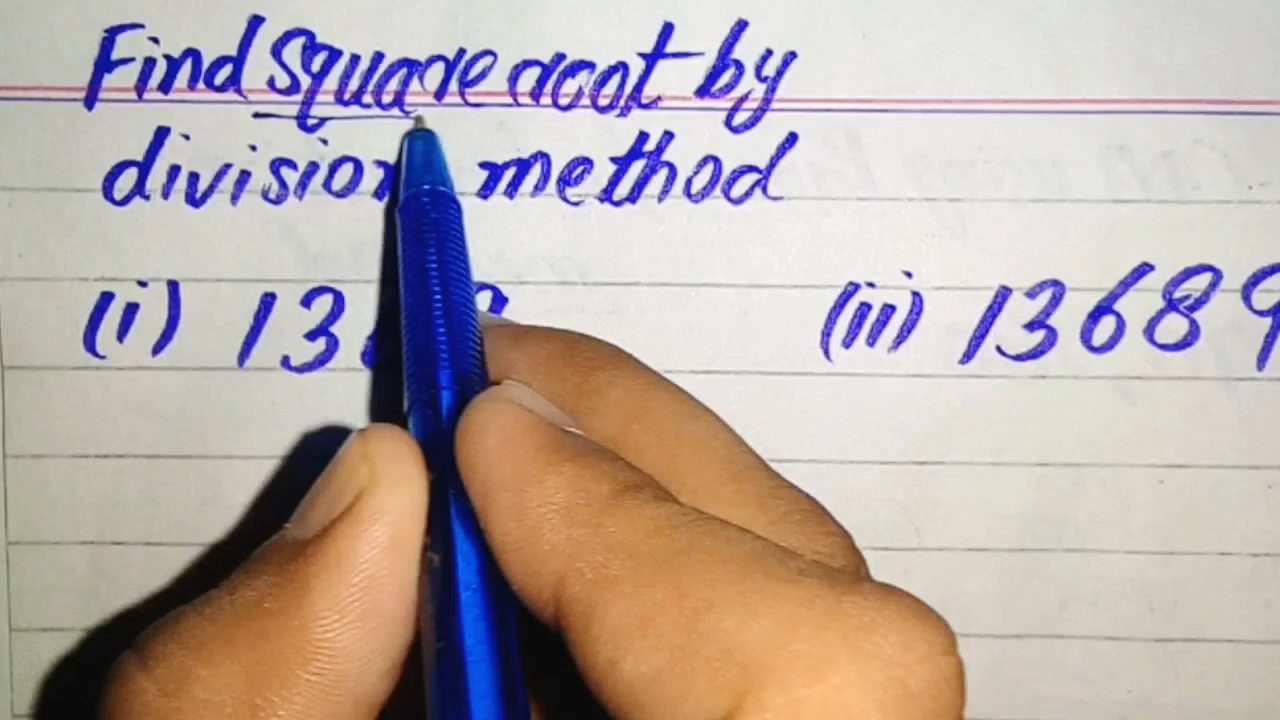 Find square root by
division method
(i) 13
(ii) 13689